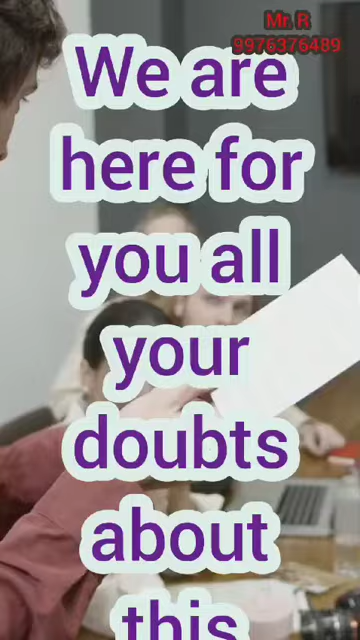 Mr. R
9976376489
We are
here for
you all
your
doubts
about
this